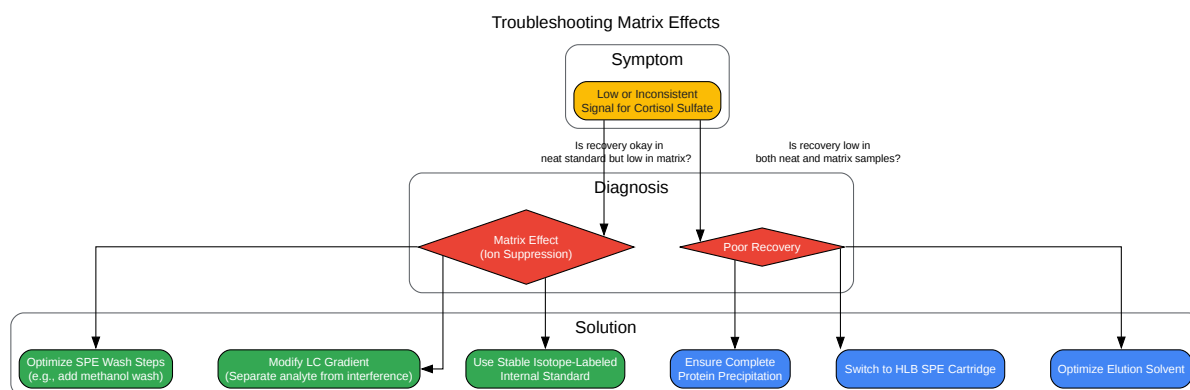 Troubleshooting Matrix Effects
Symptom
Low or Inconsistent
Signal for Cortisol Sulfate
Is recovery okay in
neat standard but low in matrix?
Is recovery low in
both neat and matrix samples?
Diagnosis
Matrix Effect
(Ion Suppression)
Poor Recovery
Solution
Optimize SPE Wash Steps
(e.g., add methanol wash)
Modify LC Gradient
(Separate analyte from interference)
Use Stable Isotope-Labeled
Internal Standard
Ensure Complete
Protein Precipitation
Switch to HLB SPE Cartridge
Optimize Elution Solvent